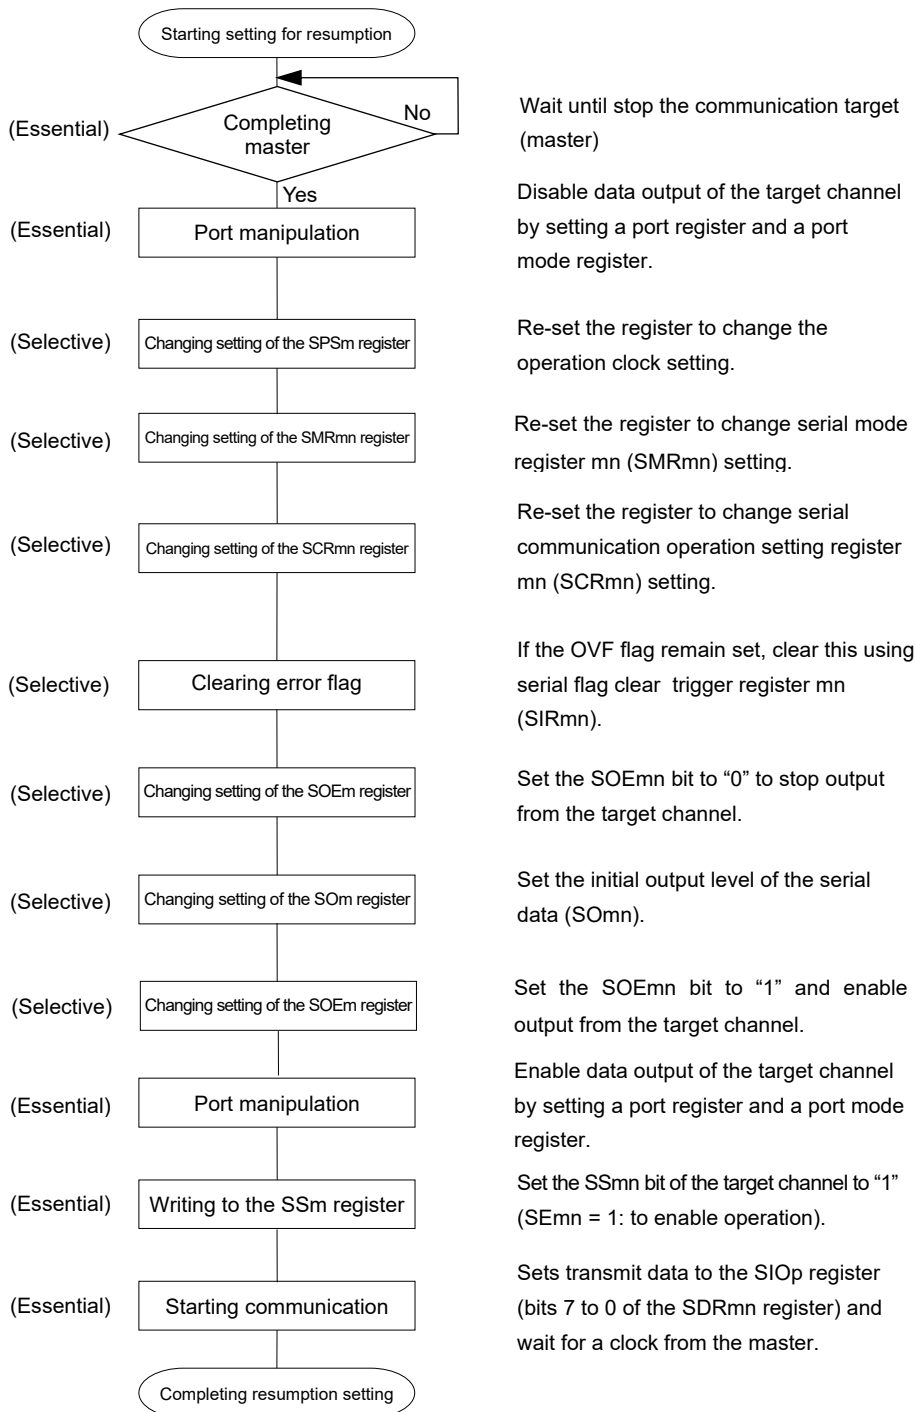 Starting setting for resumption
(Essential)
Completing
master
No
Yes
Wait until stop the communication target
(master)
(Essential)
Port manipulation
Disable data output of the target channel
by setting a port register and a port
mode register.
(Selective)
Changing setting of the SPSm register
Re-set the register to change the
operation clock setting.
(Selective)
Changing setting of the SMRmn register
Re-set the register to change serial mode
register mn (SMRmn) setting.
(Selective)
Changing setting of the SCRmn register
Re-set the register to change serial
communication operation setting register
mn (SCRmn) setting.
(Selective)
Clearing error flag
If the OVF flag remain set, clear this using
serial flag clear trigger register mn
(SIRmn).
(Selective)
Changing setting of the SOEm register
Set the SOEmn bit to “0” to stop output
from the target channel.
(Selective)
Changing setting of the SOm register
Set the initial output level of the serial
data (SOmn).
(Selective)
Changing setting of the SOEm register
Set the SOEmn bit to “1” and enable
output from the target channel.
(Essential)
Port manipulation
Enable data output of the target channel
by setting a port register and a port mode
register.
(Essential)
Writing to the SSm register
Set the SSmn bit of the target channel to “1”
(SEmn = 1: to enable operation).
(Essential)
Starting communication
Sets transmit data to the SIOp register
(bits 7 to 0 of the SDRmn register) and
wait for a clock from the master.
Completing resumption setting